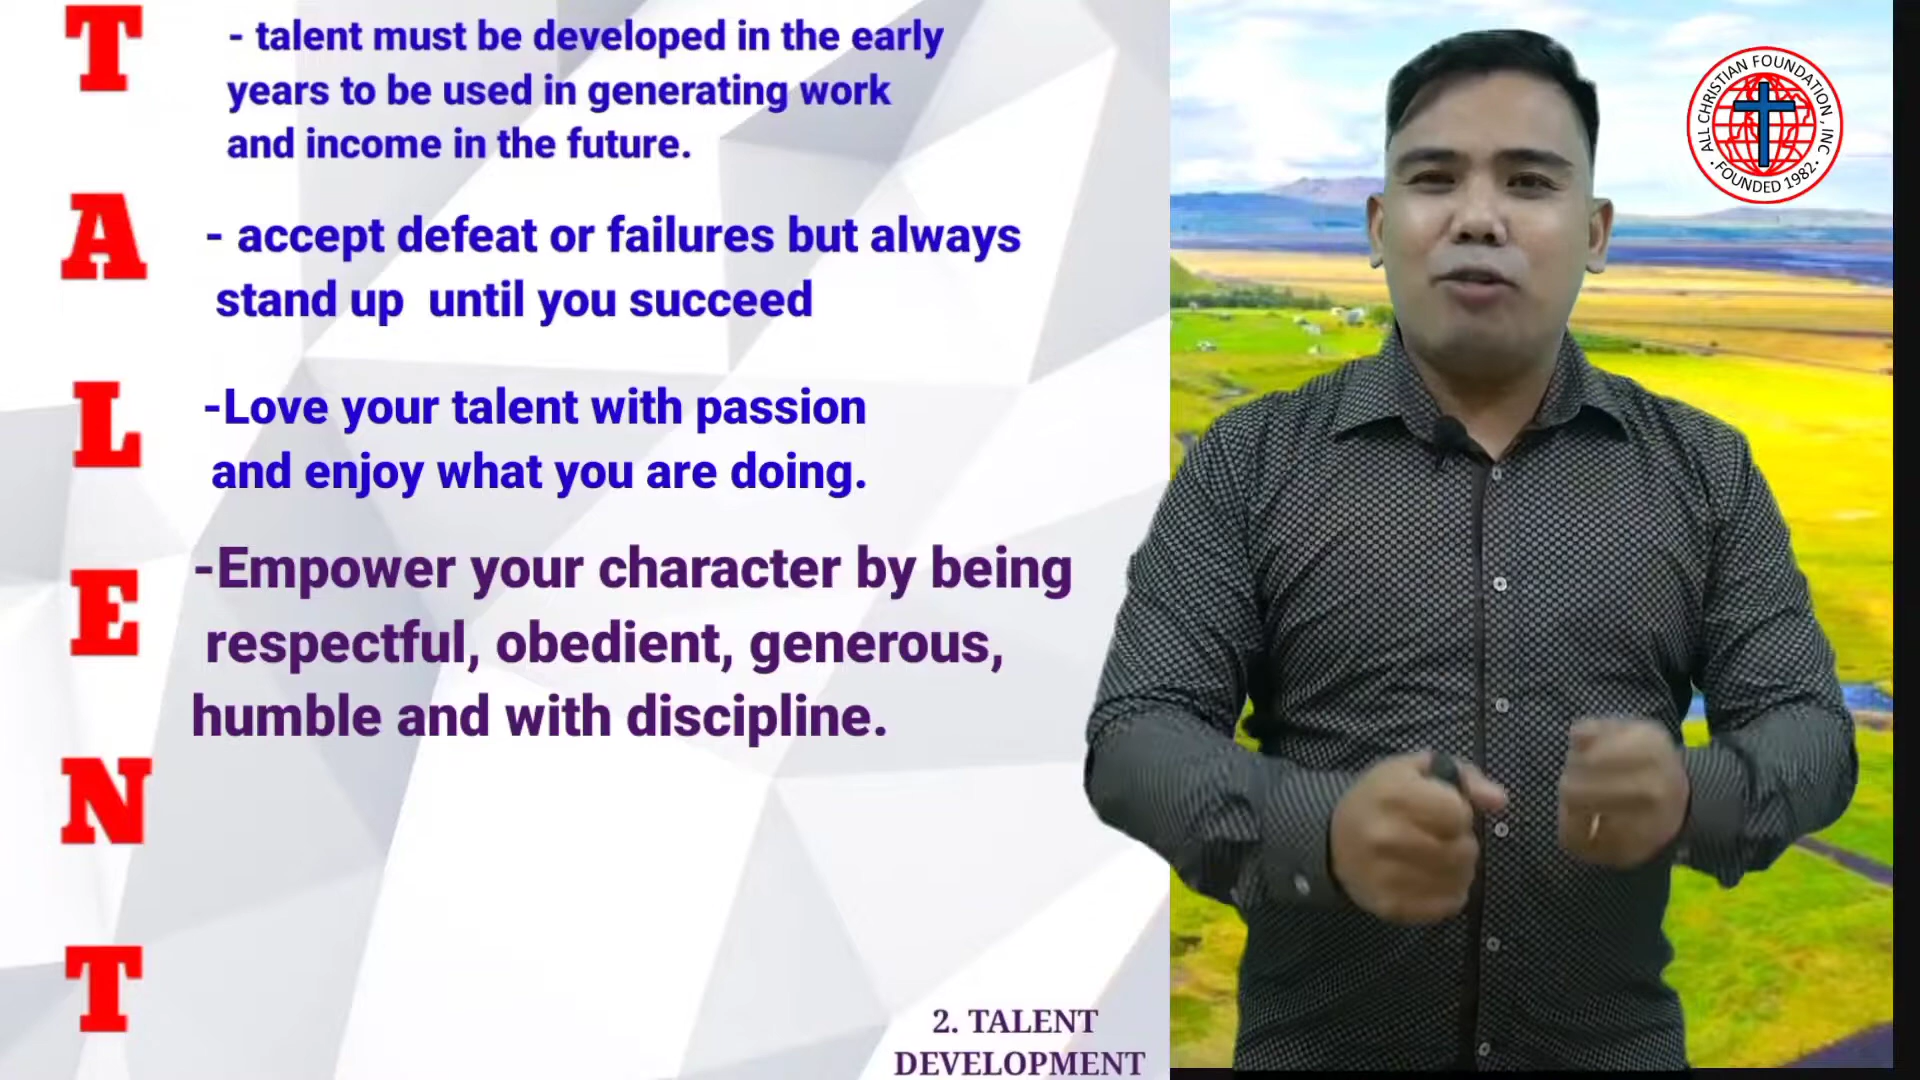 T
- talent must be developed in the early
years to be used in generating work
and income in the future.
A
- accept defeat or failures but always
stand up until you succeed
L
-Love your talent with passion
and enjoy what you are doing.
E
-Empower your character by being
respectful, obedient, generous,
humble and with discipline.
N
T
2. TALENT
DEVELOPMENT
ALL CHRISTIAN FOUNDATION, INC
· FOUNDED 1982 ·